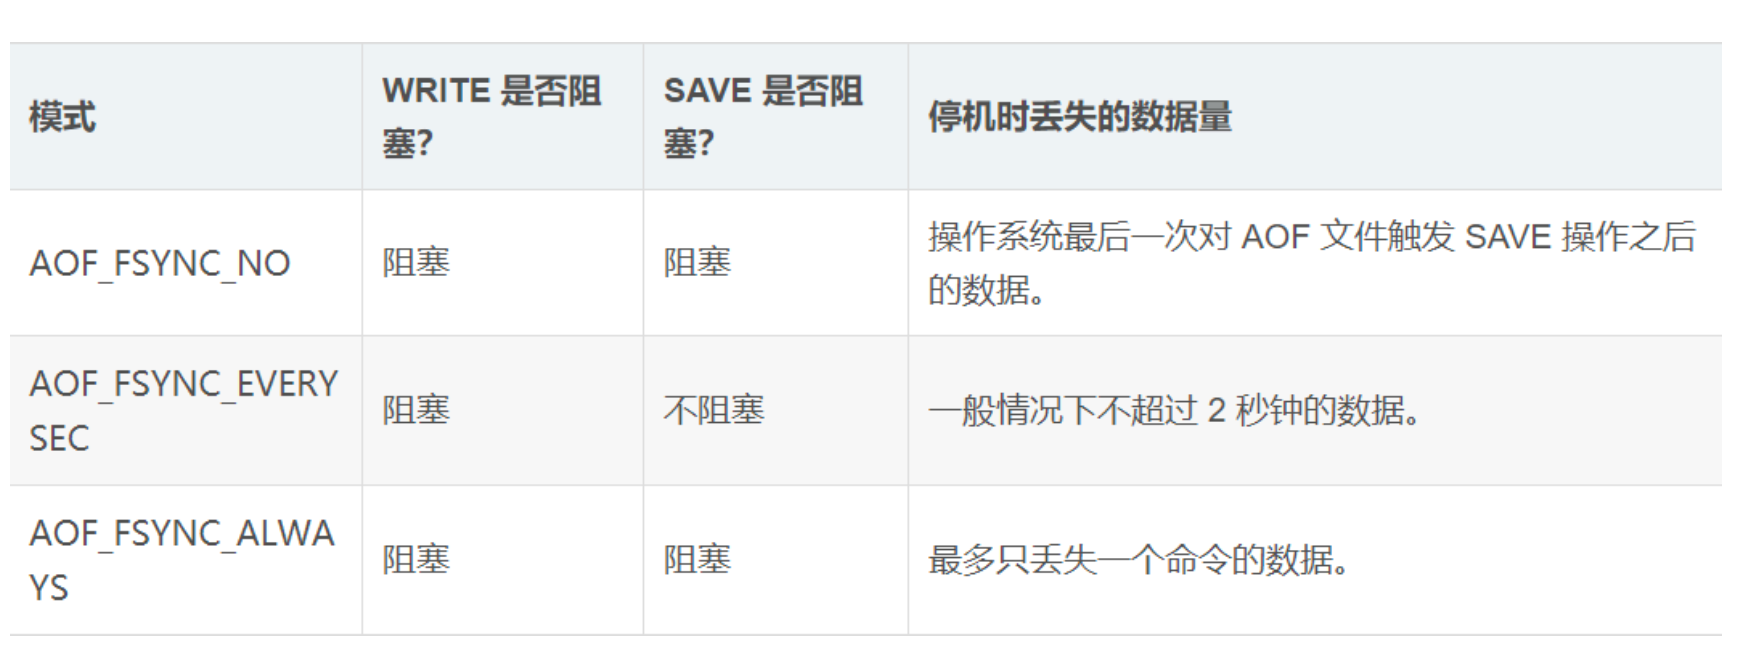 模式
WRITE 是否阻
塞?
SAVE 是否阻
塞?
停机时丢失的数据量
AOF_FSYNC_NO
阻塞
阻塞
操作系统最后一次对 AOF 文件触发 SAVE 操作之后
的数据。
AOF_FSYNC_EVERY
SEC
阻塞
不阻塞
一般情况下不超过 2 秒钟的数据。
AOF_FSYNC_ALWA
YS
阻塞
阻塞
最多只丢失一个命令的数据。